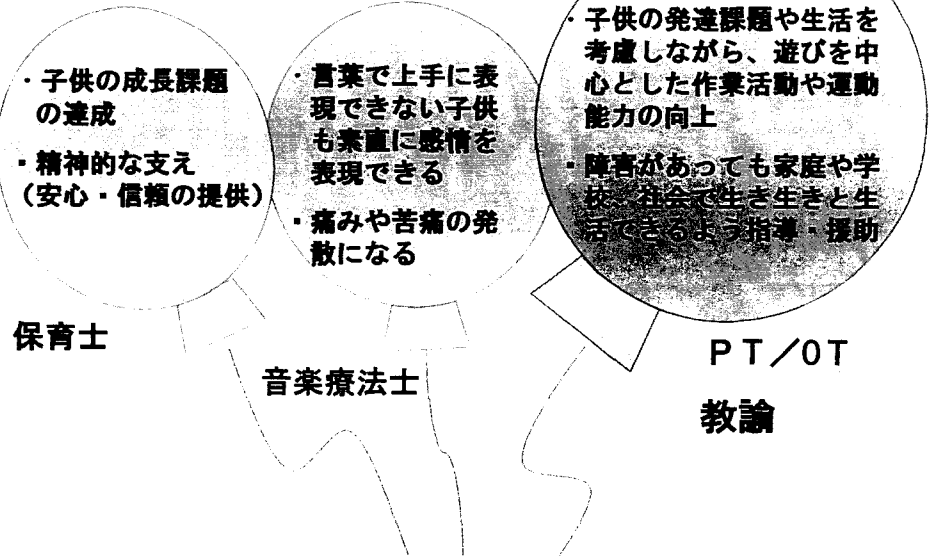 ・子供の成長課題
の達成
・精神的な支え
(安心・信頼の提供)
保育士
・言葉で上手に表
現できない子供
も素直に感情を
表現できる
・痛みや苦痛の発
散になる
音楽療法士
・子供の発達課題や生活を
考慮しながら、遊びを中
心とした作業活動や運動
能力の向上
・障害があっても家庭や学
校、社会で生き生きと生
活できるよう指導・援助
PT/OT
教諭